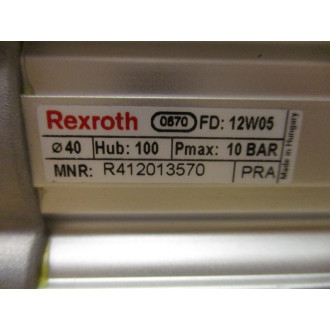 Rexroth 0670 FD: 12W05
ø 40 Hub: 100 Pmax: 10 BAR
MNR: R412013570 PRA
Made in Hungary